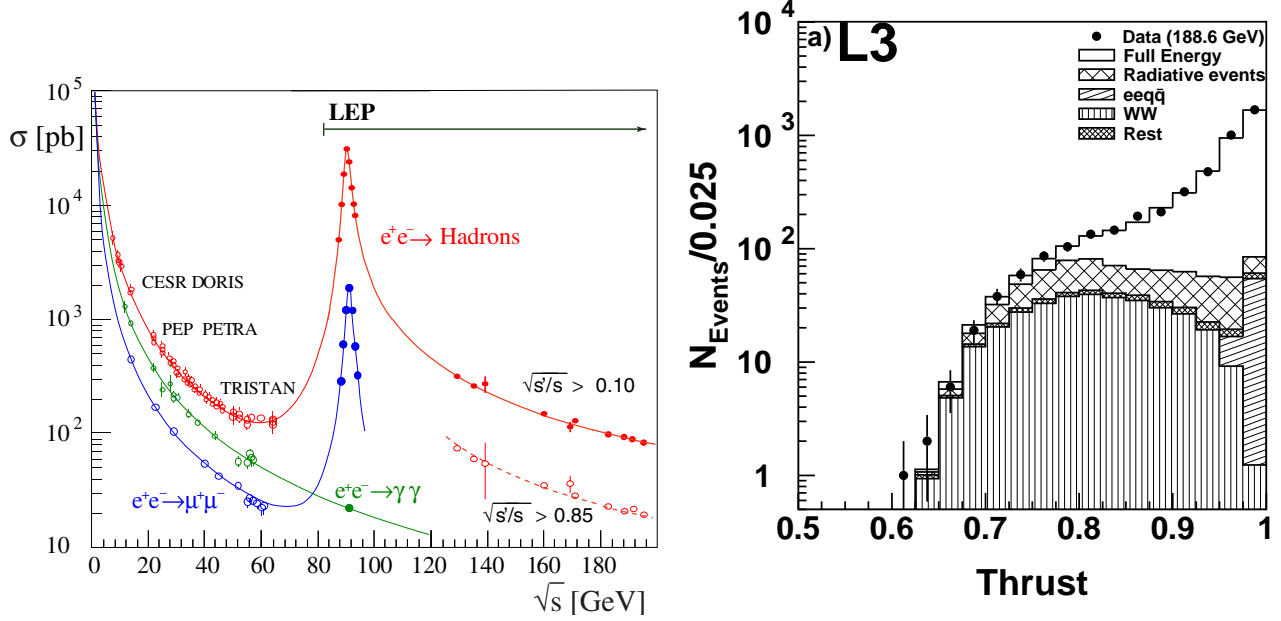 10^5
σ [pb]
10^4
10^3
10^2
10
LEP
e⁺e⁻→ Hadrons
CESR DORIS
PEP PETRA
TRISTAN
√s'/s > 0.10
e⁺e⁻→μ⁺μ⁻
e⁺e⁻→γγ
√s'/s > 0.85
0 20 40 60 80 100 120 140 160 180
√s [GeV]
a) L3
Data (188.6 GeV)
Full Energy
Radiative events
eeqq̄
WW
Rest
N_Events/0.025
10^4
10^3
10^2
10
1
0.5 0.6 0.7 0.8 0.9 1
Thrust